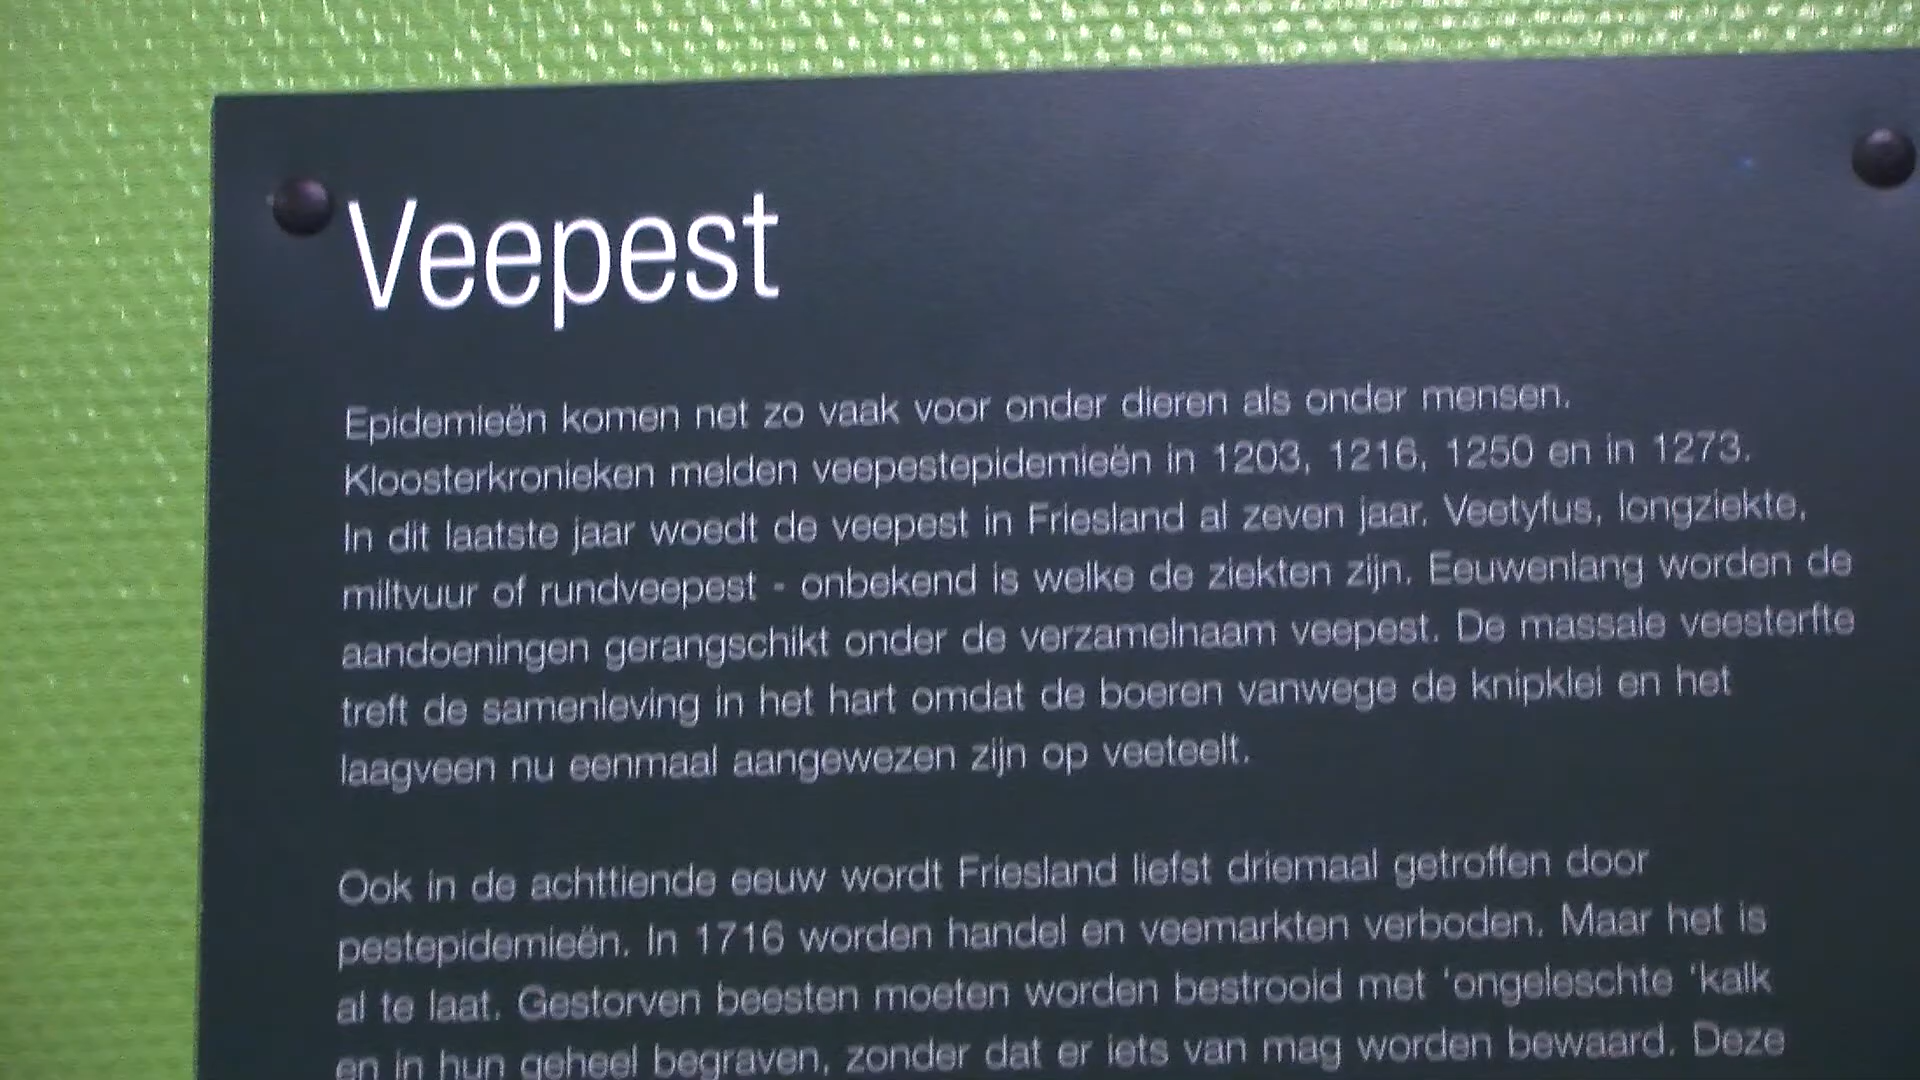 Veepest
Epidemieën komen net zo vaak voor onder dieren als onder mensen.
Kloosterkronieken melden veepestepidemieën in 1203, 1216, 1250 en in 1273.
In dit laatste jaar woedt de veepest in Friesland al zeven jaar. Veetyfus, longziekte,
miltvuur of rundveepest - onbekend is welke de ziekten zijn. Eeuwenlang worden de
aandoeningen gerangschikt onder de verzamelnaam veepest. De massale veesterfte
treft de samenleving in het hart omdat de boeren vanwege de knipklei en het
laagveen nu eenmaal aangewezen zijn op veeteelt.
Ook in de achttiende eeuw wordt Friesland liefst driemaal getroffen door
pestepidemieën. In 1716 worden handel en veemarkten verboden. Maar het is
al te laat. Gestorven beesten moeten worden bestrooid met 'ongeleschte 'kalk
en in hun geheel begraven, zonder dat er iets van mag worden bewaard. Deze